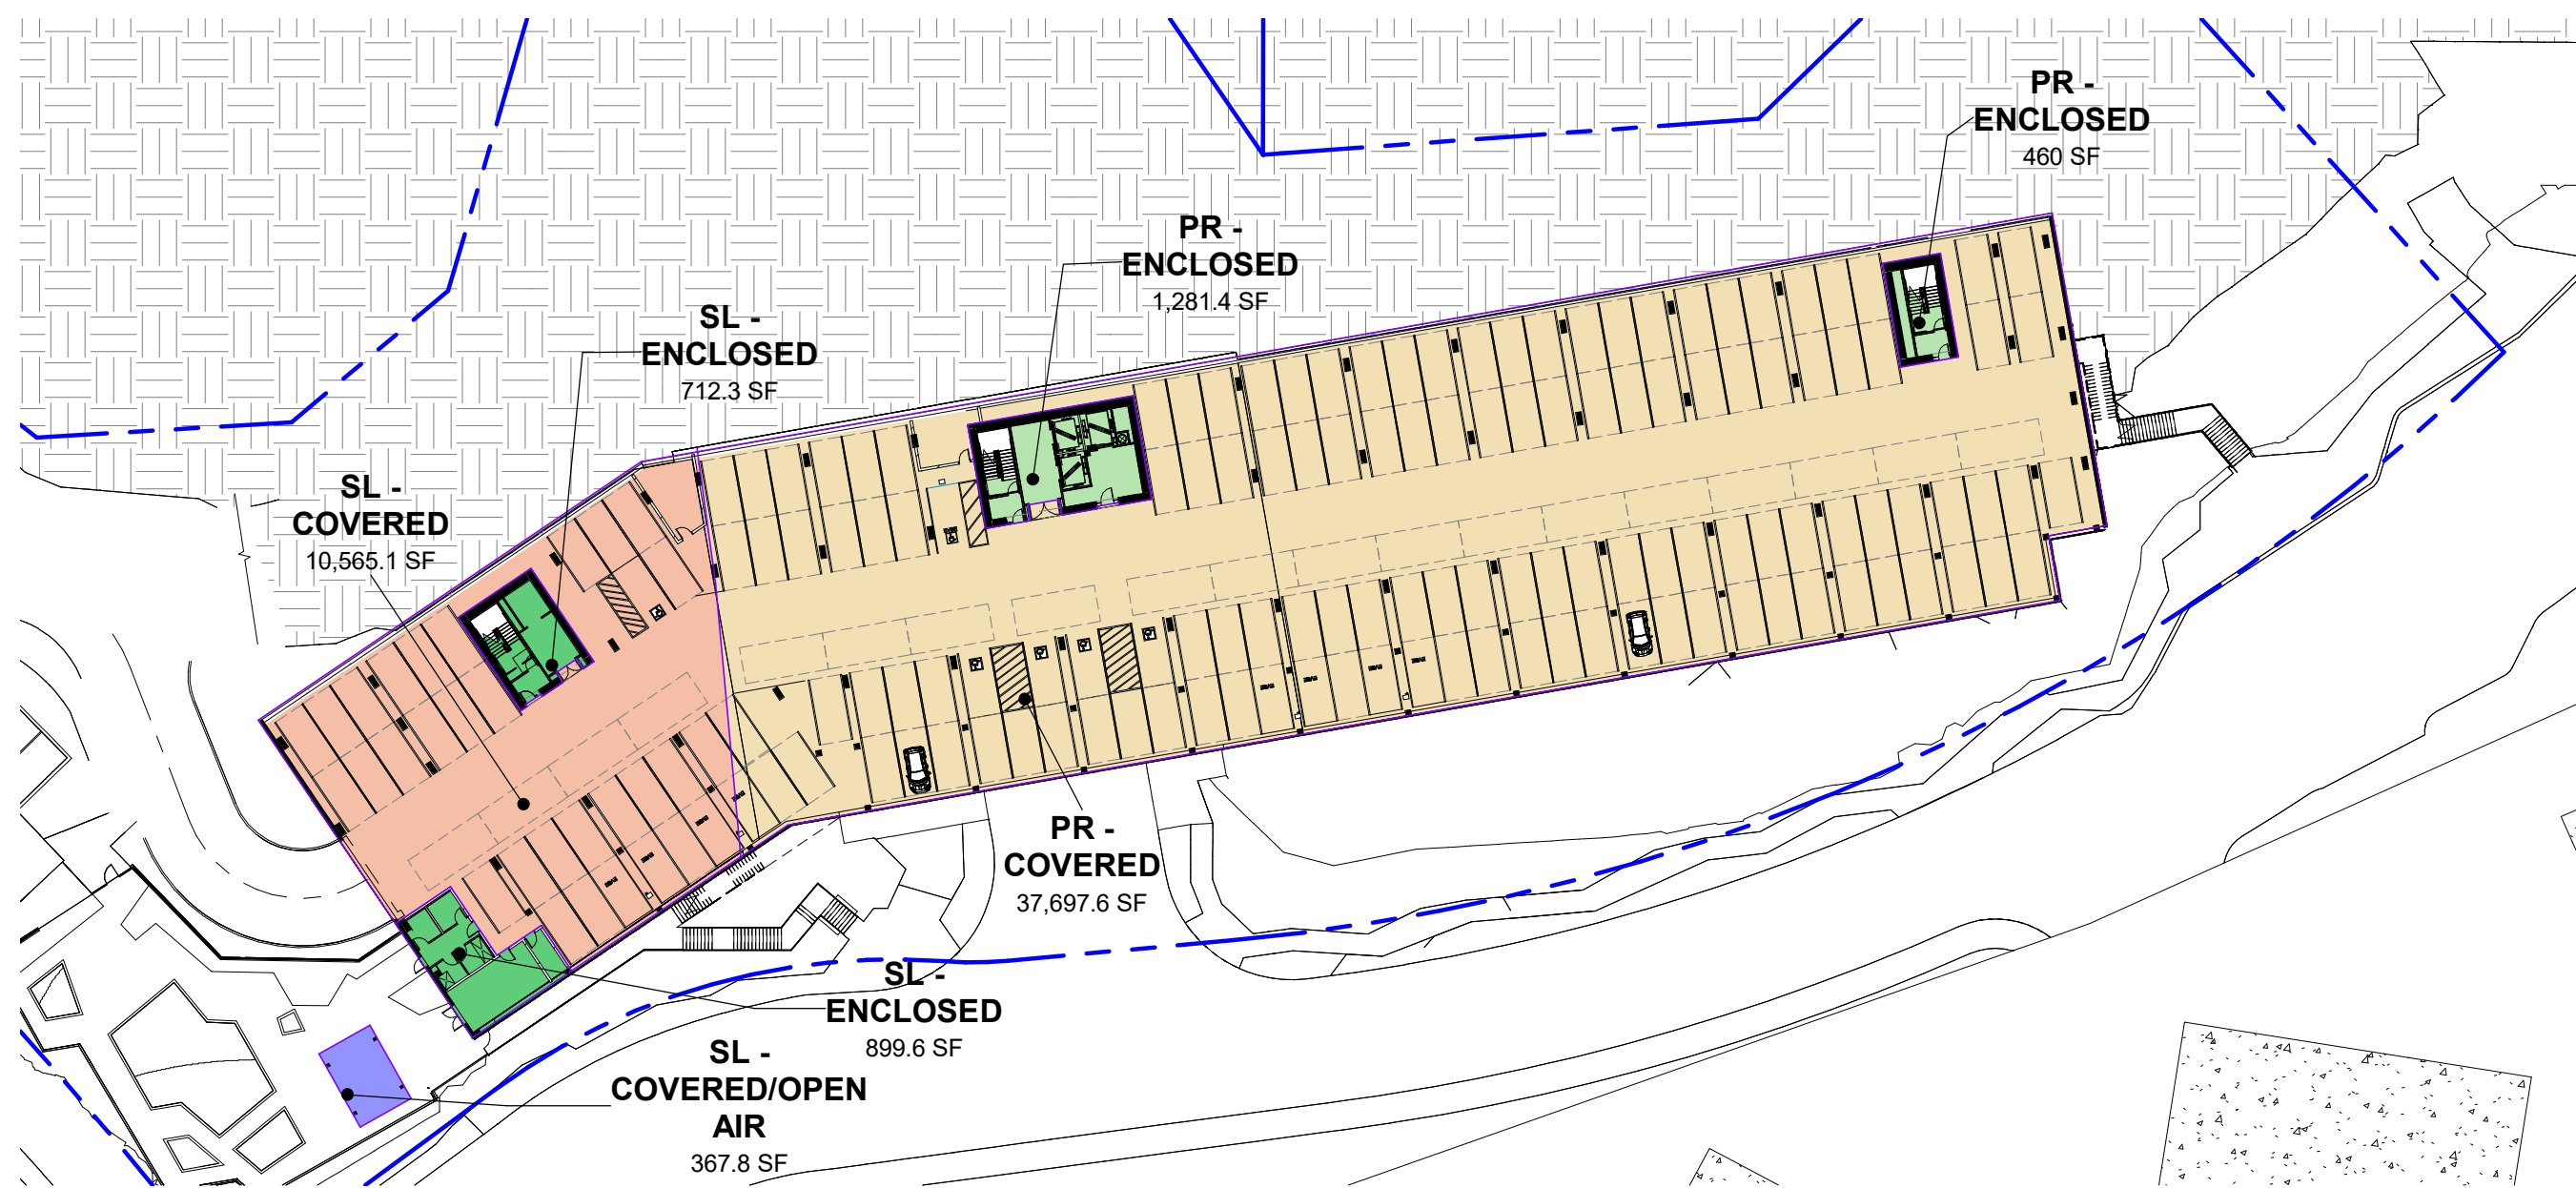 PR -
ENCLOSED
460 SF
PR -
ENCLOSED
1,281.4 SF
SL -
ENCLOSED
712.3 SF
SL -
COVERED
10,565.1 SF
PR -
COVERED
37,697.6 SF
SL -
ENCLOSED
899.6 SF
SL -
COVERED/OPEN
AIR
367.8 SF